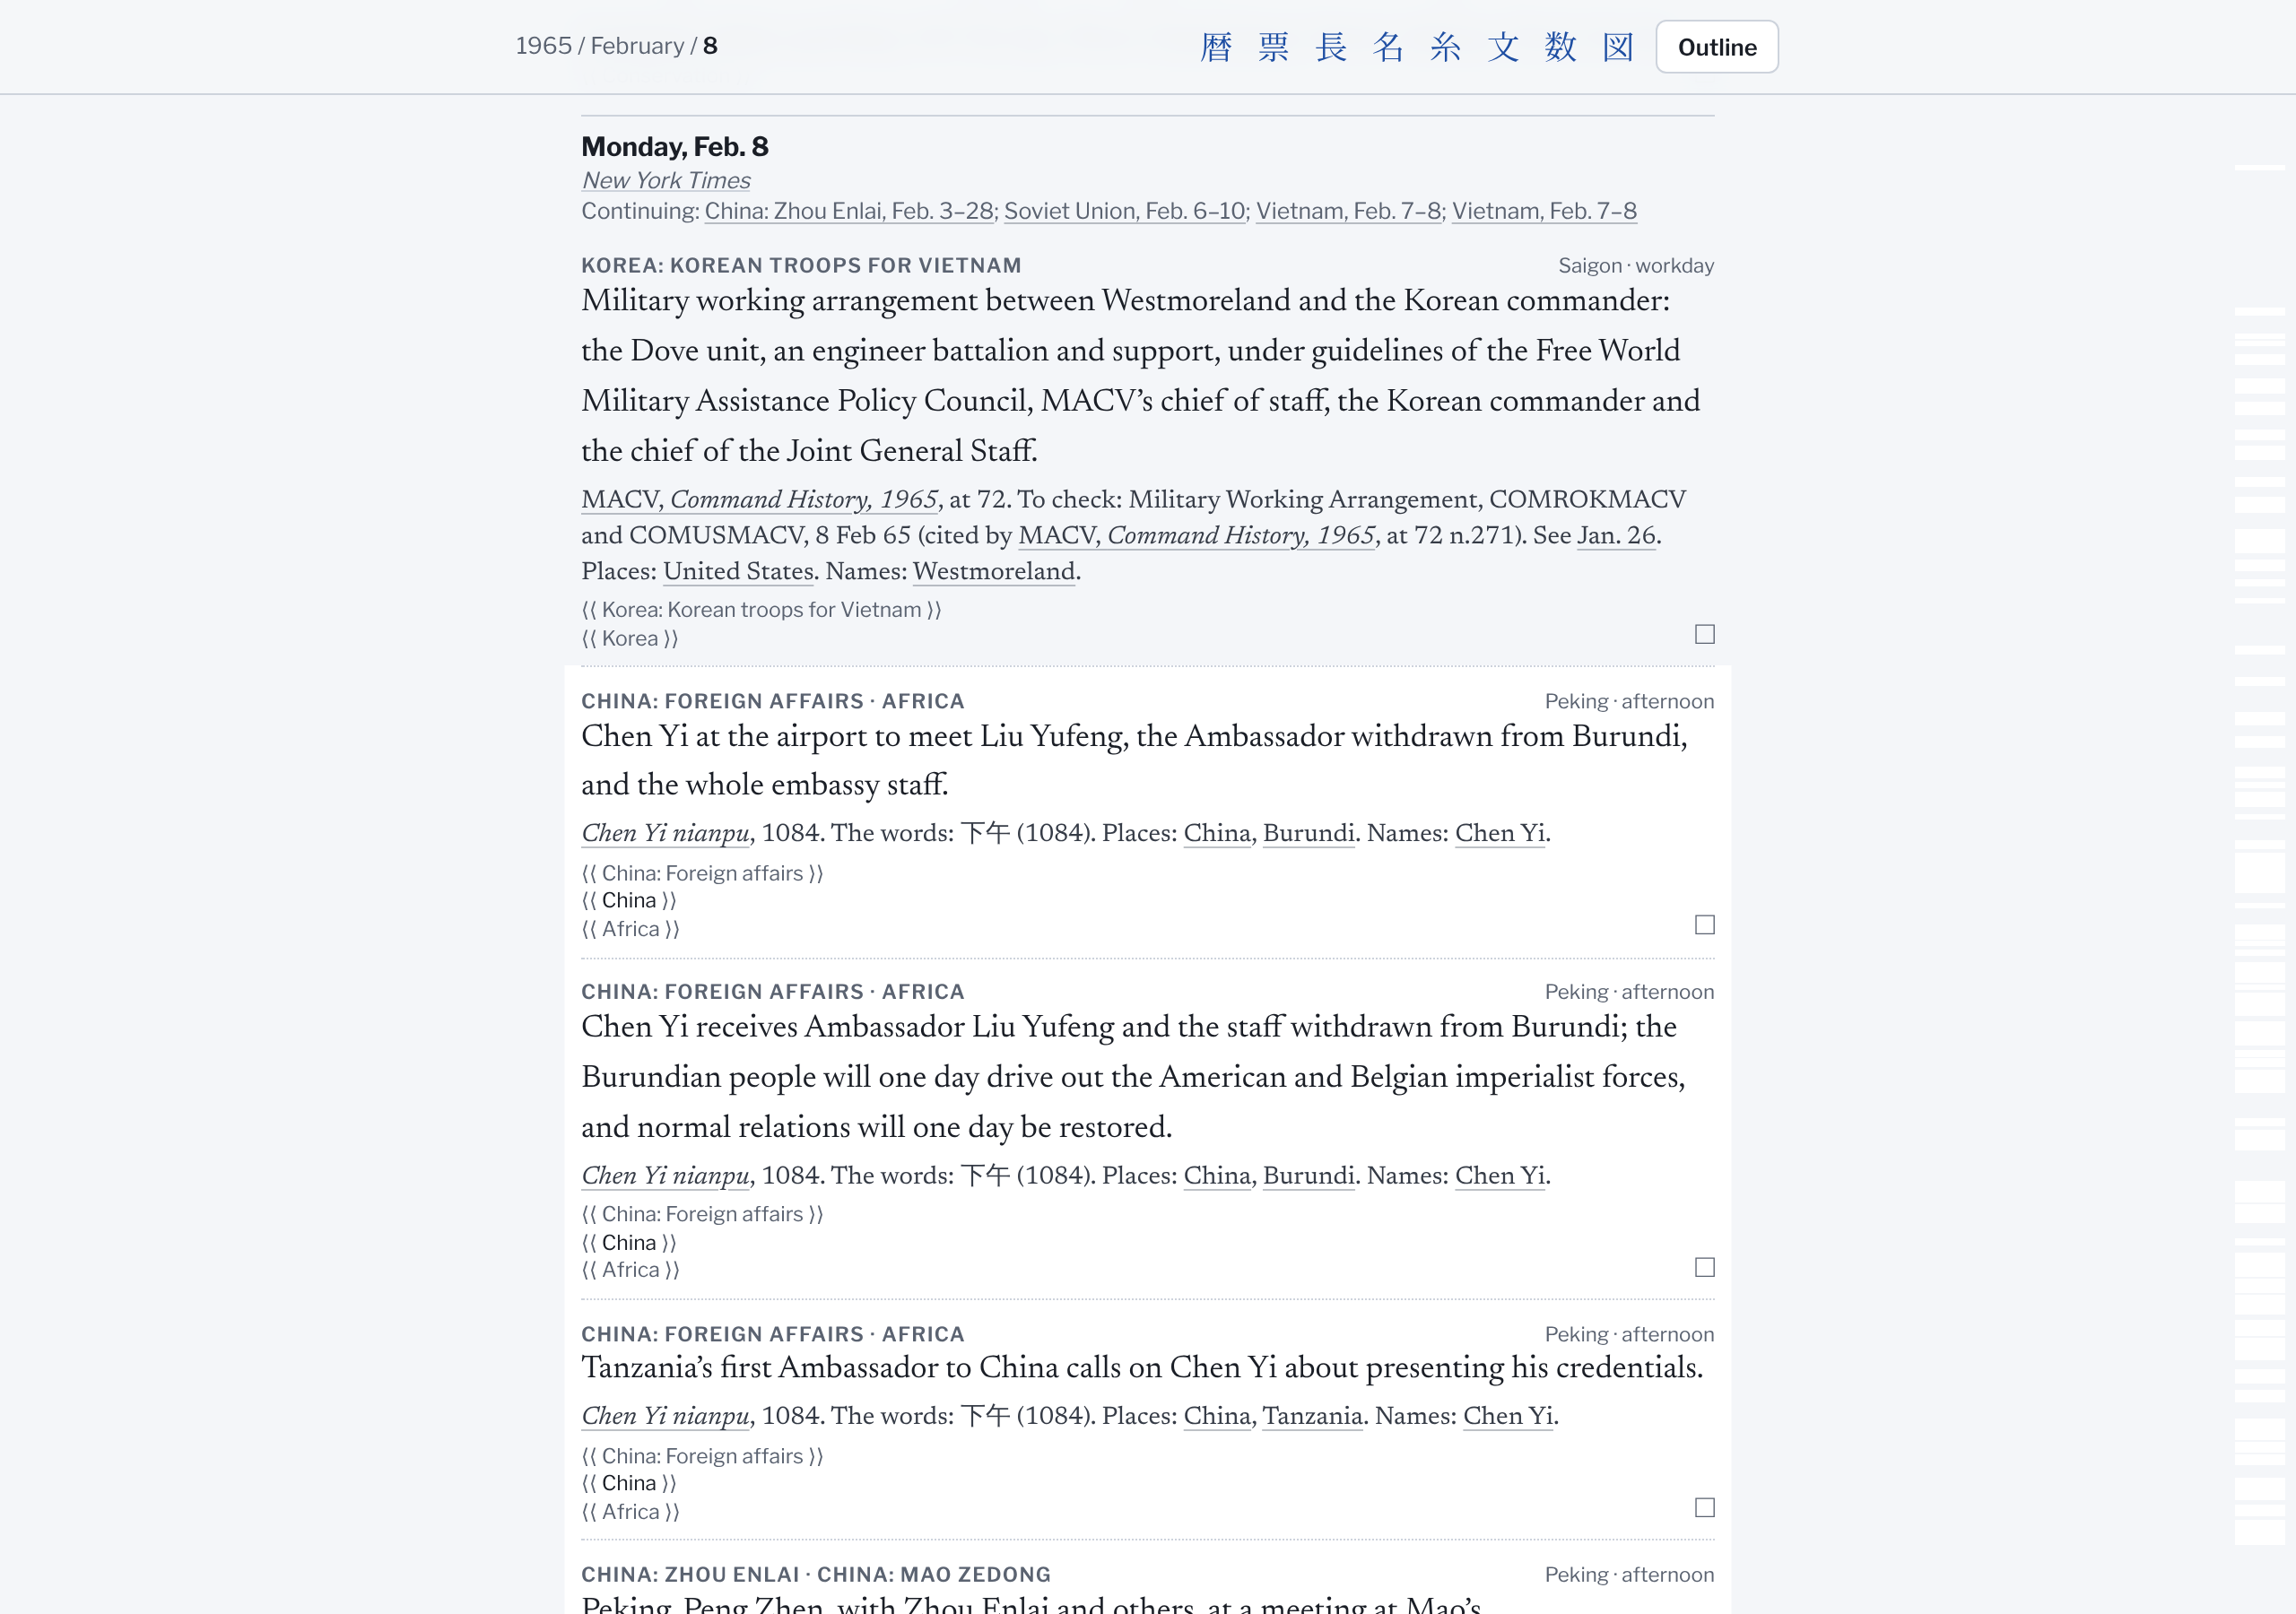 1965 / February / 8
暦 票 長 名 糸 文 数 図 Outline
Monday, Feb. 8
New York Times
Continuing: China: Zhou Enlai, Feb. 3–28; Soviet Union, Feb. 6–10; Vietnam, Feb. 7–8; Vietnam, Feb. 7–8
KOREA: KOREAN TROOPS FOR VIETNAM Saigon · workday
Military working arrangement between Westmoreland and the Korean commander:
the Dove unit, an engineer battalion and support, under guidelines of the Free World
Military Assistance Policy Council, MACV’s chief of staff, the Korean commander and
the chief of the Joint General Staff.
MACV, Command History, 1965, at 72. To check: Military Working Arrangement, COMROKMACV
and COMUSMACV, 8 Feb 65 (cited by MACV, Command History, 1965, at 72 n.271). See Jan. 26.
Places: United States. Names: Westmoreland.
⟨⟨ Korea: Korean troops for Vietnam ⟩⟩
⟨⟨ Korea ⟩⟩
CHINA: FOREIGN AFFAIRS · AFRICA Peking · afternoon
Chen Yi at the airport to meet Liu Yufeng, the Ambassador withdrawn from Burundi,
and the whole embassy staff.
Chen Yi nianpu, 1084. The words: 下午 (1084). Places: China, Burundi. Names: Chen Yi.
⟨⟨ China: Foreign affairs ⟩⟩
⟨⟨ China ⟩⟩
⟨⟨ Africa ⟩⟩
CHINA: FOREIGN AFFAIRS · AFRICA Peking · afternoon
Chen Yi receives Ambassador Liu Yufeng and the staff withdrawn from Burundi; the
Burundian people will one day drive out the American and Belgian imperialist forces,
and normal relations will one day be restored.
Chen Yi nianpu, 1084. The words: 下午 (1084). Places: China, Burundi. Names: Chen Yi.
⟨⟨ China: Foreign affairs ⟩⟩
⟨⟨ China ⟩⟩
⟨⟨ Africa ⟩⟩
CHINA: FOREIGN AFFAIRS · AFRICA Peking · afternoon
Tanzania’s first Ambassador to China calls on Chen Yi about presenting his credentials.
Chen Yi nianpu, 1084. The words: 下午 (1084). Places: China, Tanzania. Names: Chen Yi.
⟨⟨ China: Foreign affairs ⟩⟩
⟨⟨ China ⟩⟩
⟨⟨ Africa ⟩⟩
CHINA: ZHOU ENLAI · CHINA: MAO ZEDONG Peking · afternoon
Peking. Peng Zhen, with Zhou Enlai and others, at a meeting at Mao’s